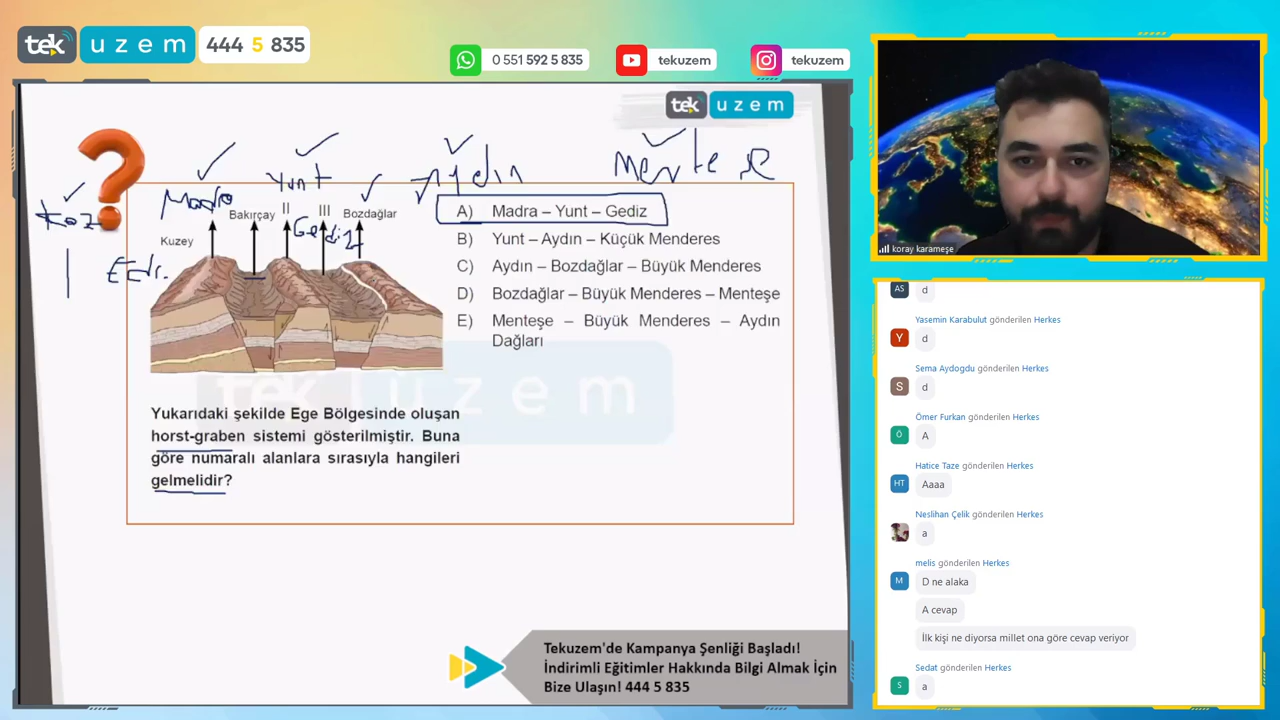 tek uzem 444 5 835
0 551 592 5 835
tekuzem
tekuzem
tek uzem
Koz
Madra
Yunt
Aydın
Menteşe
Edr.
Gediz
Kuzey
Bakırçay
II
III
Bozdağlar
A) Madra – Yunt – Gediz
B) Yunt – Aydın – Küçük Menderes
C) Aydın – Bozdağlar – Büyük Menderes
D) Bozdağlar – Büyük Menderes – Menteşe
E) Menteşe – Büyük Menderes – Aydın
Dağları
tek uzem
Yukarıdaki şekilde Ege Bölgesinde oluşan
horst-graben sistemi gösterilmiştir. Buna
göre numaralı alanlara sırasıyla hangileri
gelmelidir?
Tekuzem'de Kampanya Şenliği Başladı!
İndirimli Eğitimler Hakkında Bilgi Almak İçin
Bize Ulaşın! 444 5 835
koray karameşe
AS
d
Yasemin Karabulut gönderilen Herkes
Y
d
Sema Aydogdu gönderilen Herkes
S
d
Ömer Furkan gönderilen Herkes
Ö
A
Hatice Taze gönderilen Herkes
HT
Aaaa
Neslihan Çelik gönderilen Herkes
a
melis gönderilen Herkes
M
D ne alaka
A cevap
İlk kişi ne diyorsa millet ona göre cevap veriyor
Sedat gönderilen Herkes
S
a